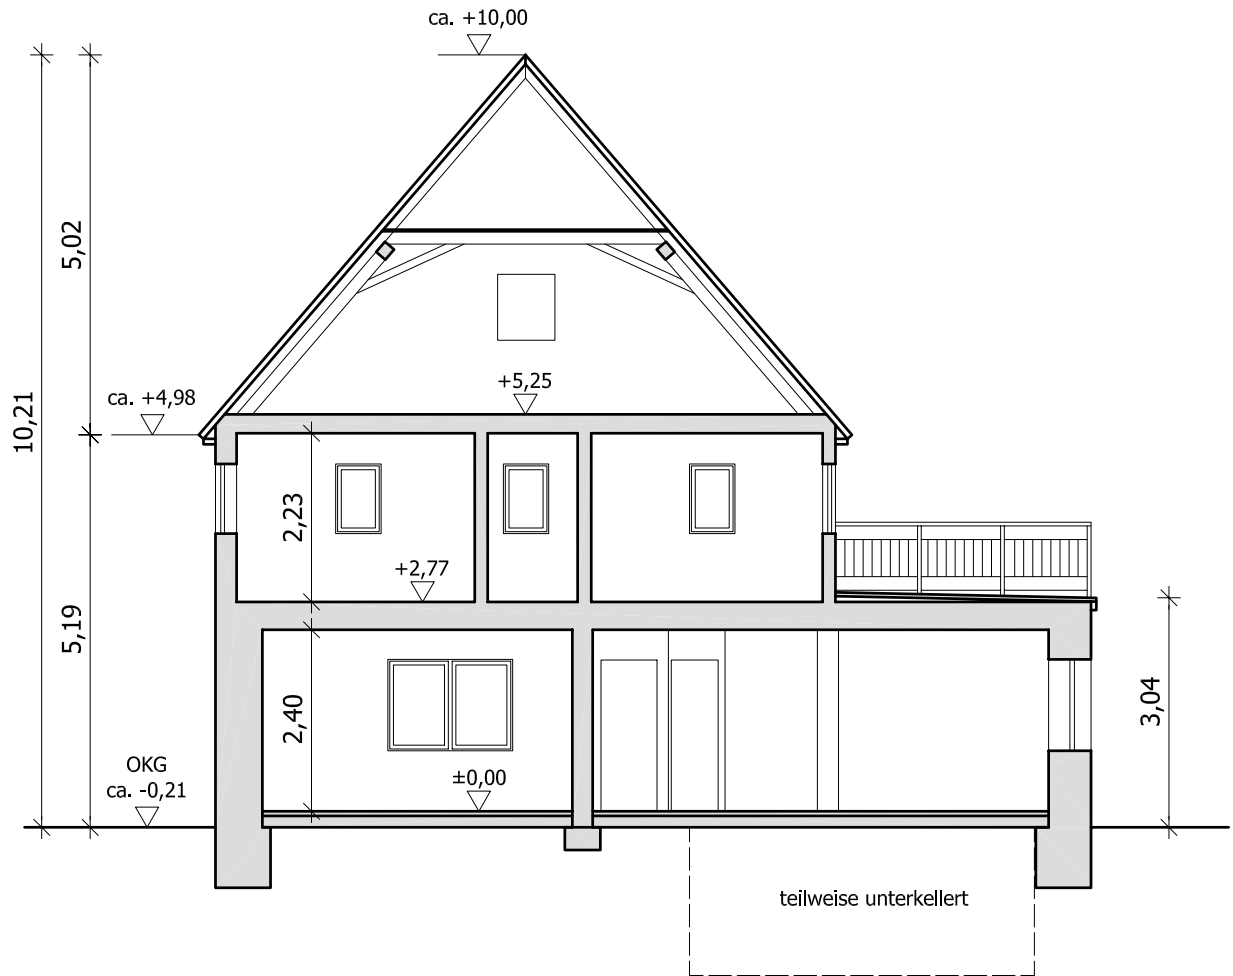 ca. +10,00
5,02
10,21
ca. +4,98
+5,25
2,23
+2,77
5,19
2,40
3,04
OKG
ca. -0,21
±0,00
teilweise unterkellert